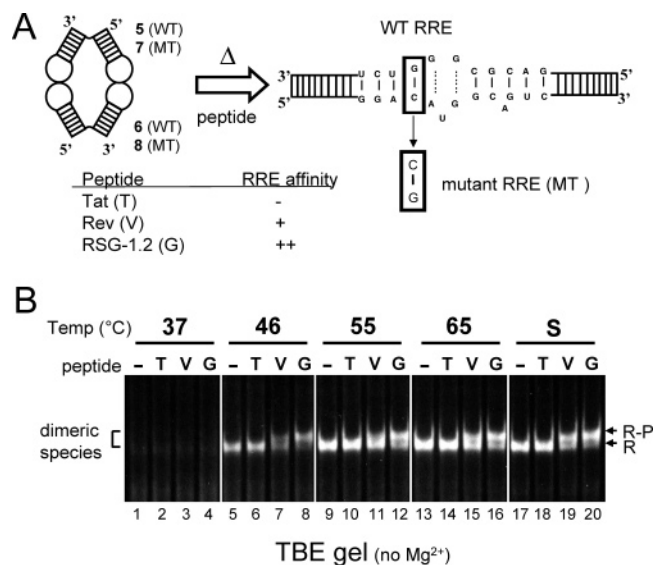 A
3' 5' 5 (WT)
7 (MT)
6 (WT)
5' 3' 8 (MT)
Δ
peptide
WT RRE
G G
3' U C U G C G C A G 5'
5' A G G C A G G C G A C U C 3'
U A
C
G
mutant RRE (MT )
Peptide RRE affinity
Tat (T) -
Rev (V) +
RSG-1.2 (G) ++
B
Temp (°C) 37 46 55 65 S
peptide – T V G – T V G – T V G – T V G – T V G
dimeric
species
R-P
R
1 2 3 4 5 6 7 8 9 10 11 12 13 14 15 16 17 18 19 20
TBE gel (no Mg2+)